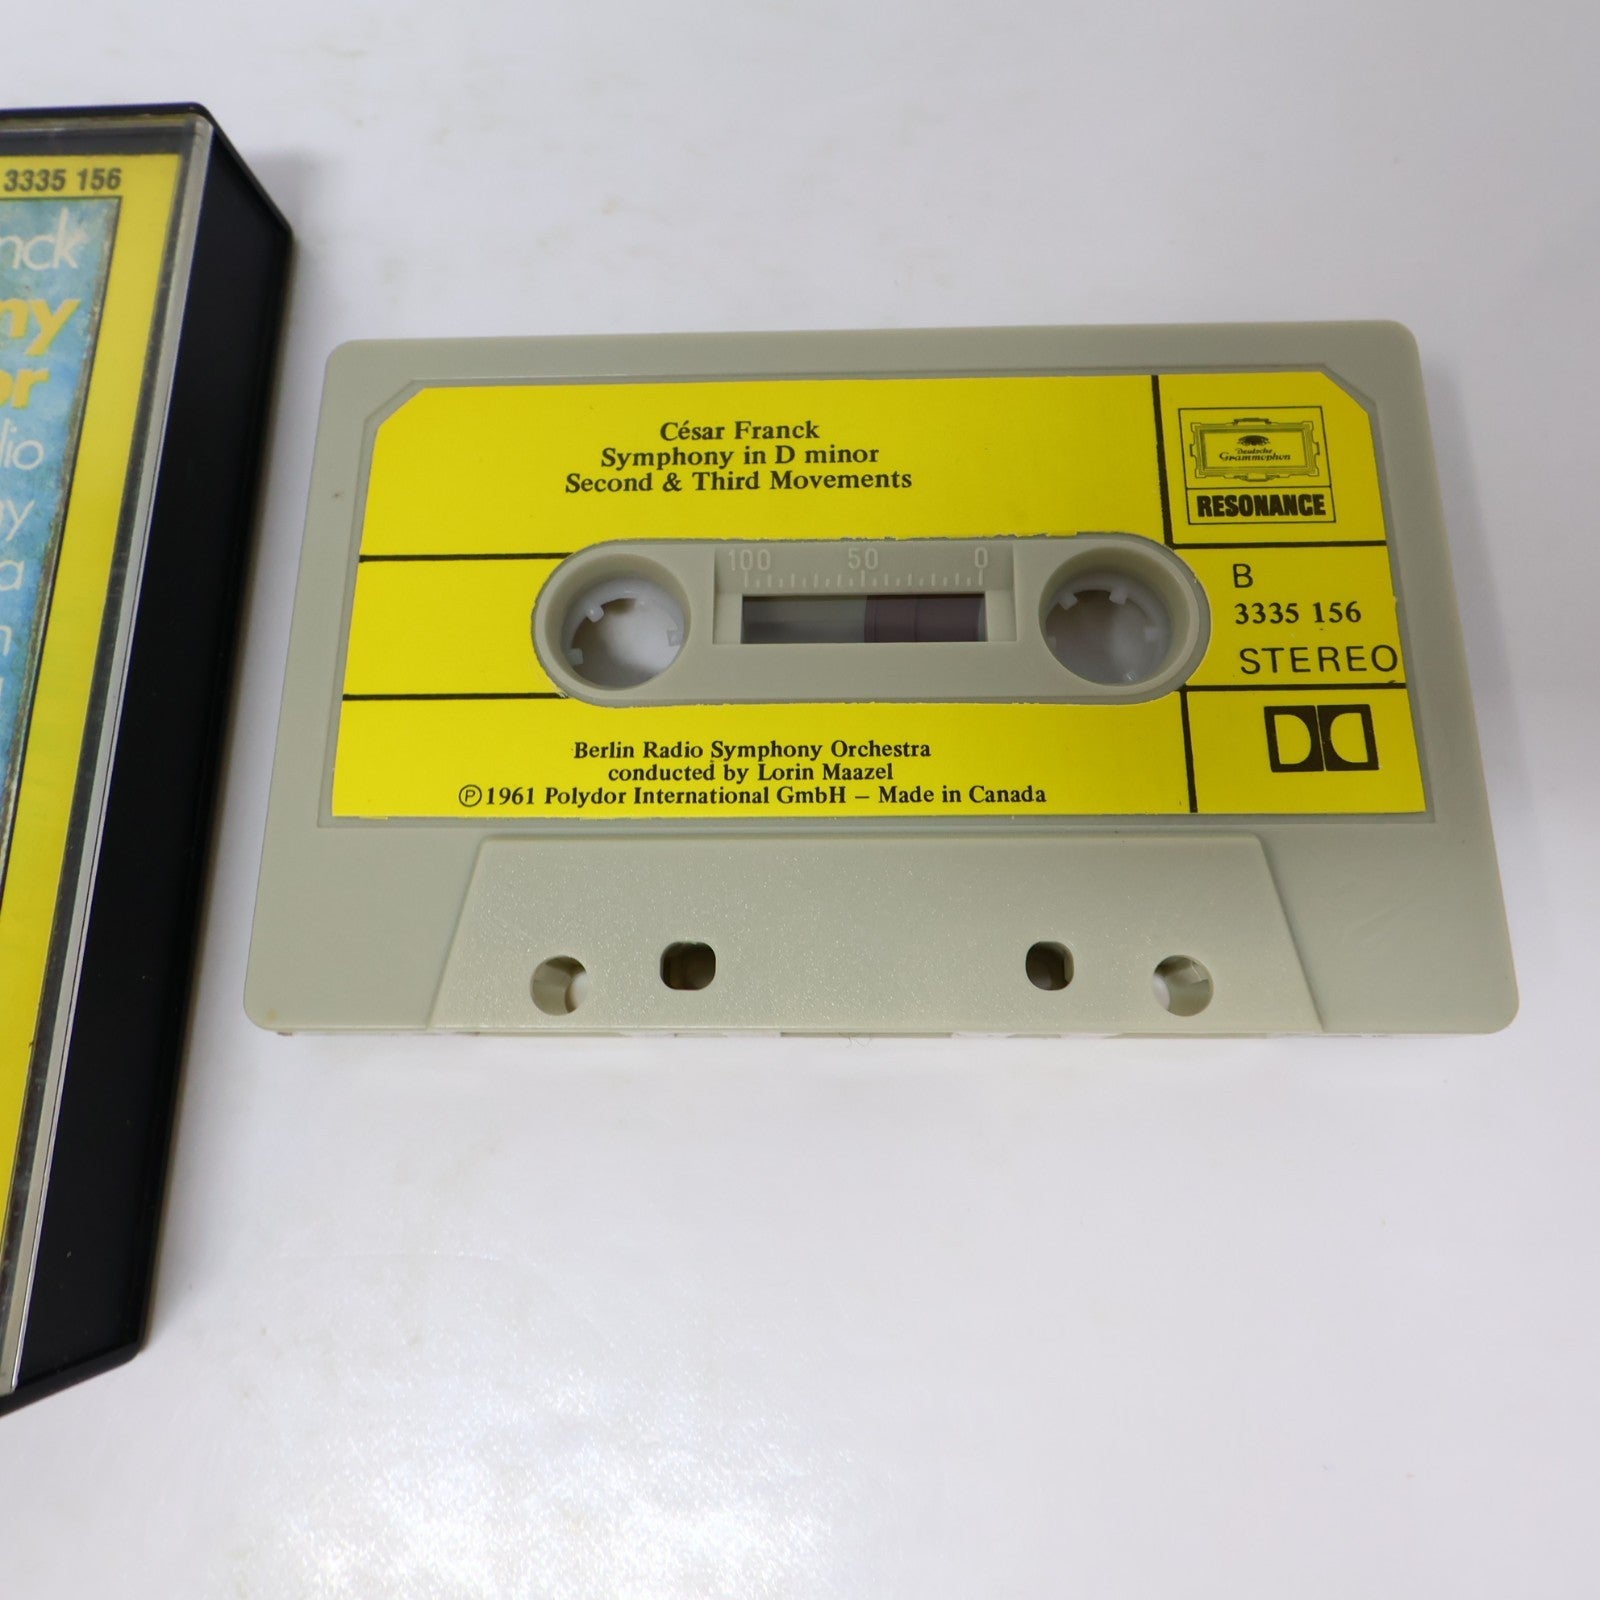 3335 156
César Franck
Symphony in D minor
Second & Third Movements
Deutsche
Grammophon
RESONANCE
100 50 0
B
3335 156
STEREO
Berlin Radio Symphony Orchestra
conducted by Lorin Maazel
Ⓟ 1961 Polydor International GmbH – Made in Canada